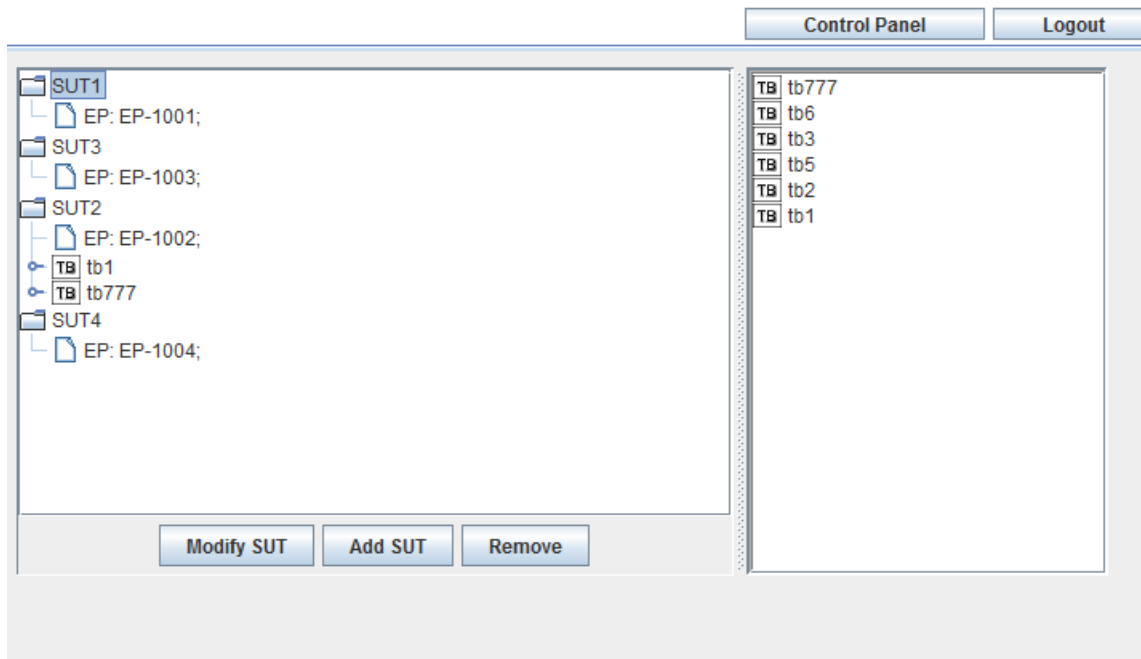 Control Panel Logout
SUT1
EP: EP-1001;
SUT3
EP: EP-1003;
SUT2
EP: EP-1002;
TB tb1
TB tb777
SUT4
EP: EP-1004;
Modify SUT Add SUT Remove
TB tb777
TB tb6
TB tb3
TB tb5
TB tb2
TB tb1